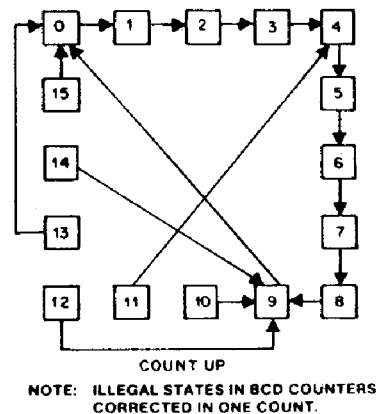 0 1 2 3 4
15 5
14 6
13 7
12 11 10 9 8
COUNT UP
NOTE: ILLEGAL STATES IN BCD COUNTERS
CORRECTED IN ONE COUNT.